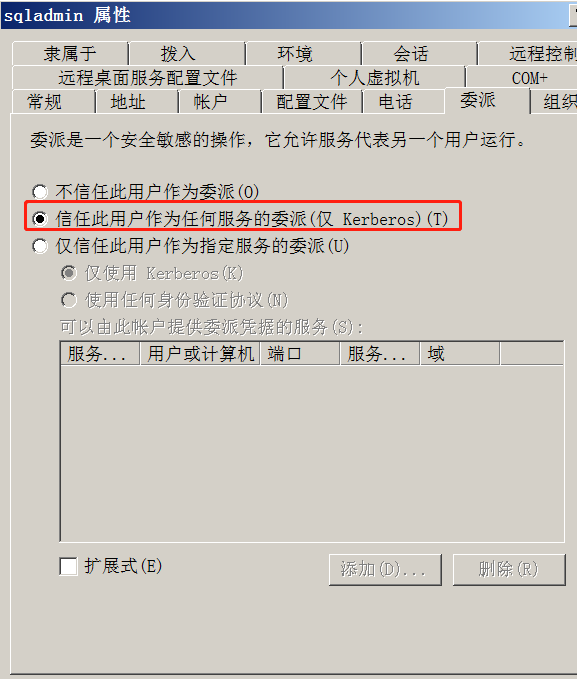 sqladmin 属性
隶属于 拨入 环境 会话 远程控制
远程桌面服务配置文件 个人虚拟机 COM+
常规 地址 帐户 配置文件 电话 委派 组织
委派是一个安全敏感的操作，它允许服务代表另一个用户运行。
不信任此用户作为委派(O)
信任此用户作为任何服务的委派(仅 Kerberos)(T)
仅信任此用户作为指定服务的委派(U)
仅使用 Kerberos(K)
使用任何身份验证协议(N)
可以由此帐户提供委派凭据的服务(S):
服务... 用户或计算机 端口 服务... 域
扩展式(E) 添加(D)... 删除(R)